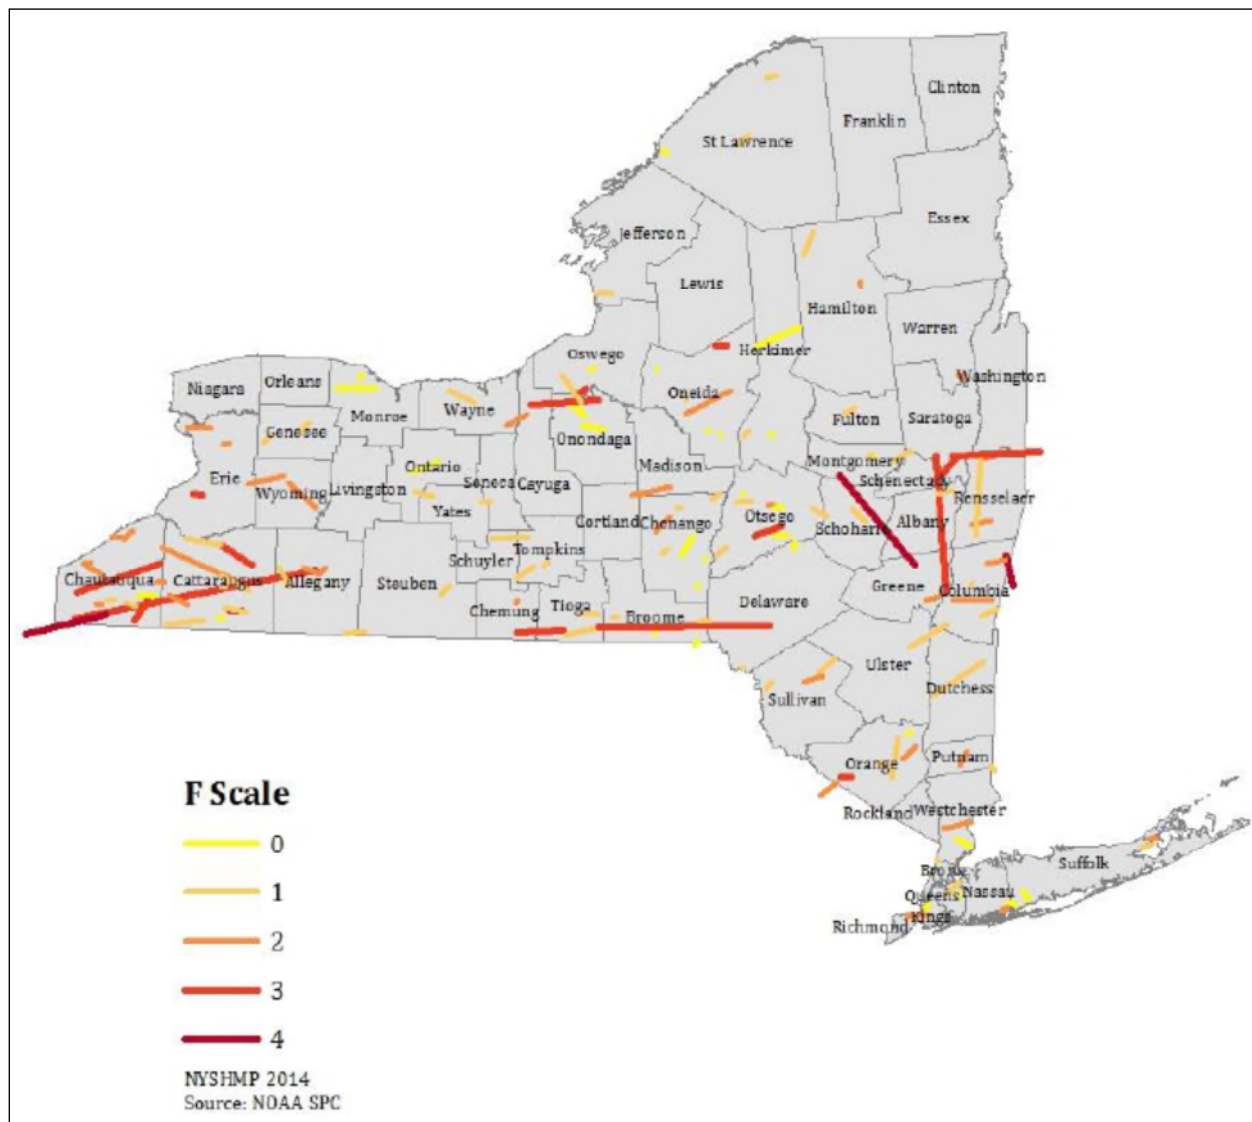 Clinton
Franklin
St Lawrence
Essex
Jefferson
Lewis
Hamilton
Warren
Oswego
Herkimer
Washington
Niagara
Orleans
Oneida
Monroe
Wayne
Fulton
Saratoga
Genesee
Onondaga
Ontario
Madison
Montgomery
Erie
Seneca
Cayuga
Schenectady
Wyoming
Livingston
Rensselaer
Yates
Otsego
Cortland
Chenango
Schoharie
Albany
Tompkins
Schuyler
Chautauqua
Cattaraugus
Allegany
Steuben
Greene
Columbia
Delaware
Chemung
Tioga
Broome
Ulster
Dutchess
Sullivan
Orange
Putnam
F Scale
Rockland
Westchester
0
Suffolk
Bronx
1
Queens
Nassau
Kings
Richmond
2
3
4
NYSHMP 2014
Source: NOAA SPC